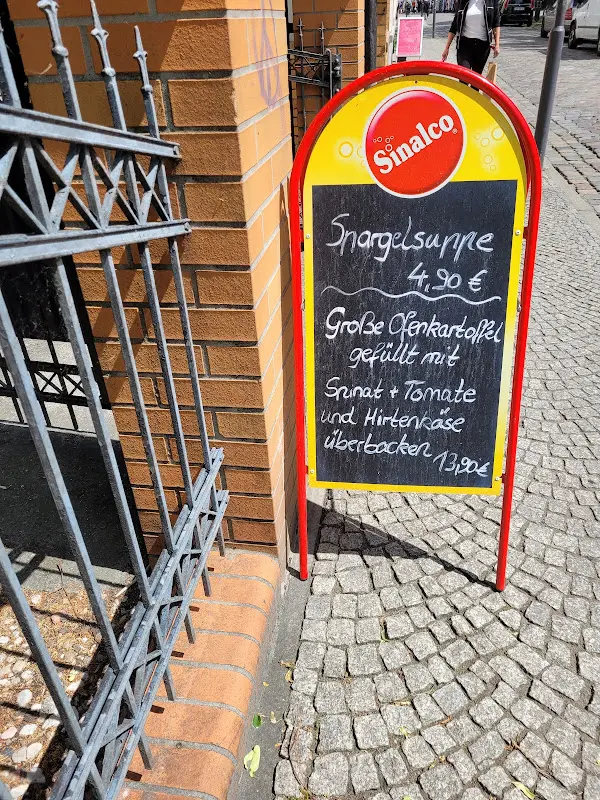 Sinalco
Spargelsuppe
4,90 €
Große Ofenkartoffel
gefüllt mit
Spinat + Tomate
und Hirtenkäse
überbacken 13,90 €